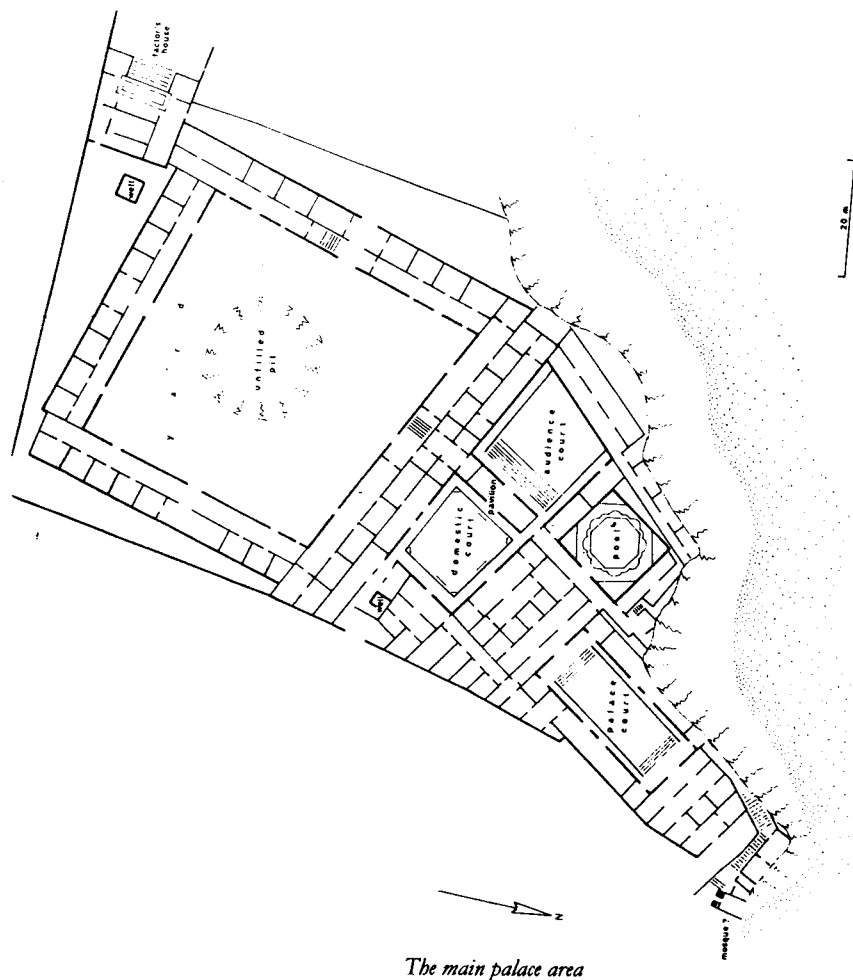 factor's
house
well
yard
unfilled
pit
audience
court
pavilion
domestic
court
pool
well
palace
court
mosque?
N
20 m
The main palace area